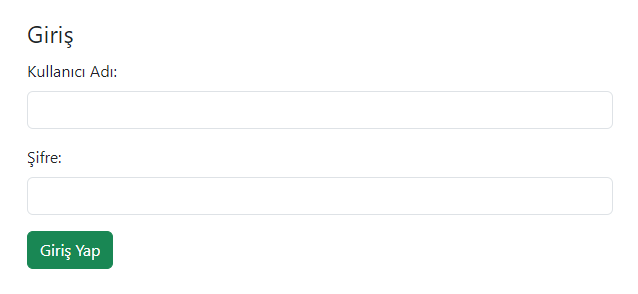 Giriş
Kullanıcı Adı:
Şifre:
Giriş Yap